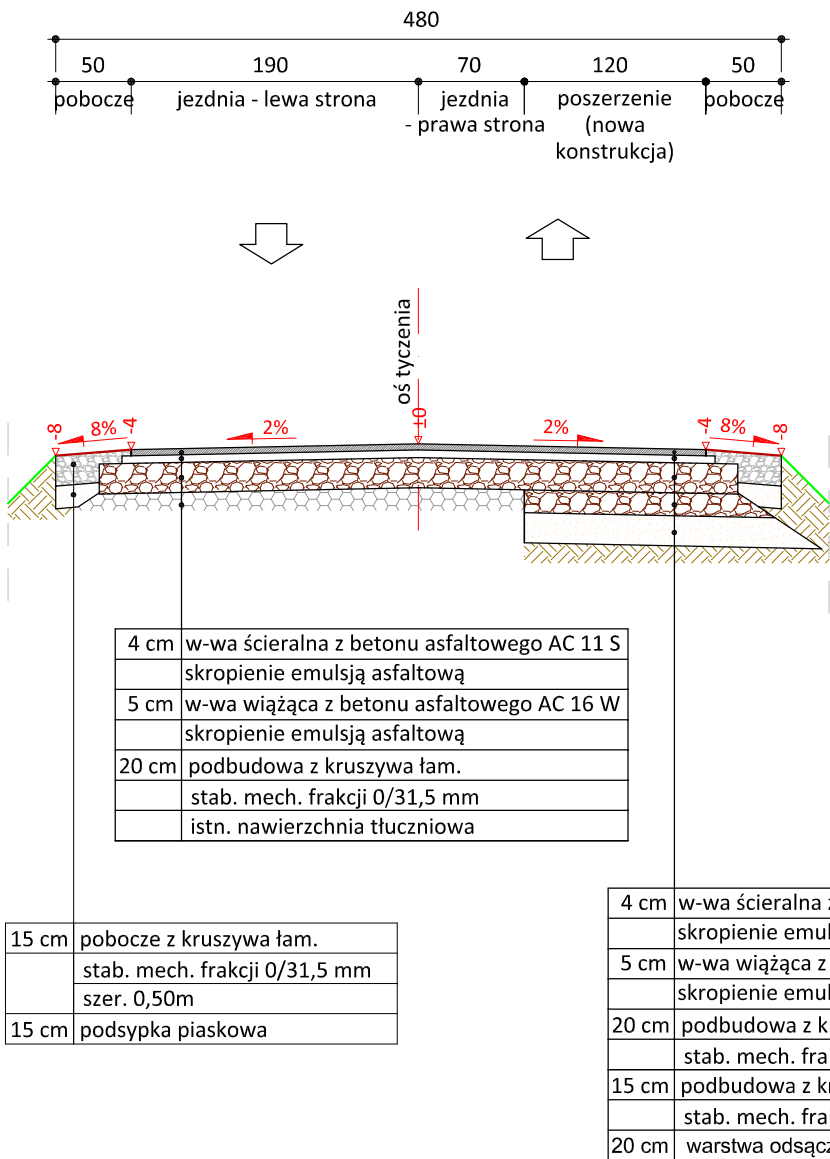 480
50 190 70 120 50
pobocze jezdnia - lewa strona jezdnia poszerzenie pobocze
- prawa strona (nowa
konstrukcja)
oś tyczenia
-8 8% -4 2% ±0 2% -4 8% -8
4 cm w-wa ścieralna z betonu asfaltowego AC 11 S
skropienie emulsją asfaltową
5 cm w-wa wiążąca z betonu asfaltowego AC 16 W
skropienie emulsją asfaltową
20 cm podbudowa z kruszywa łam.
stab. mech. frakcji 0/31,5 mm
istn. nawierzchnia tłuczniowa
15 cm pobocze z kruszywa łam.
stab. mech. frakcji 0/31,5 mm
szer. 0,50m
15 cm podsypka piaskowa
4 cm w-wa ścieralna z
skropienie emul
5 cm w-wa wiążąca z
skropienie emul
20 cm podbudowa z k
stab. mech. fra
15 cm podbudowa z kr
stab. mech. fra
20 cm warstwa odsącz